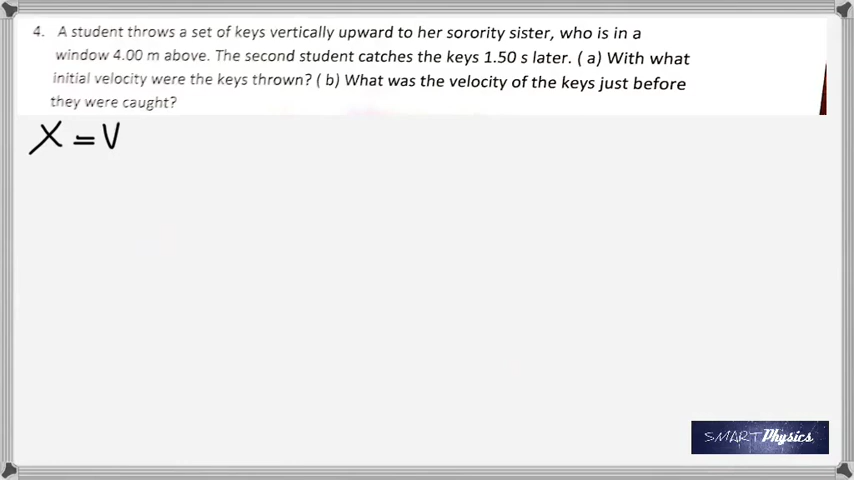 4. A student throws a set of keys vertically upward to her sorority sister, who is in a
window 4.00 m above. The second student catches the keys 1.50 s later. ( a) With what
initial velocity were the keys thrown? ( b) What was the velocity of the keys just before
they were caught?
X = V
SMART Physics